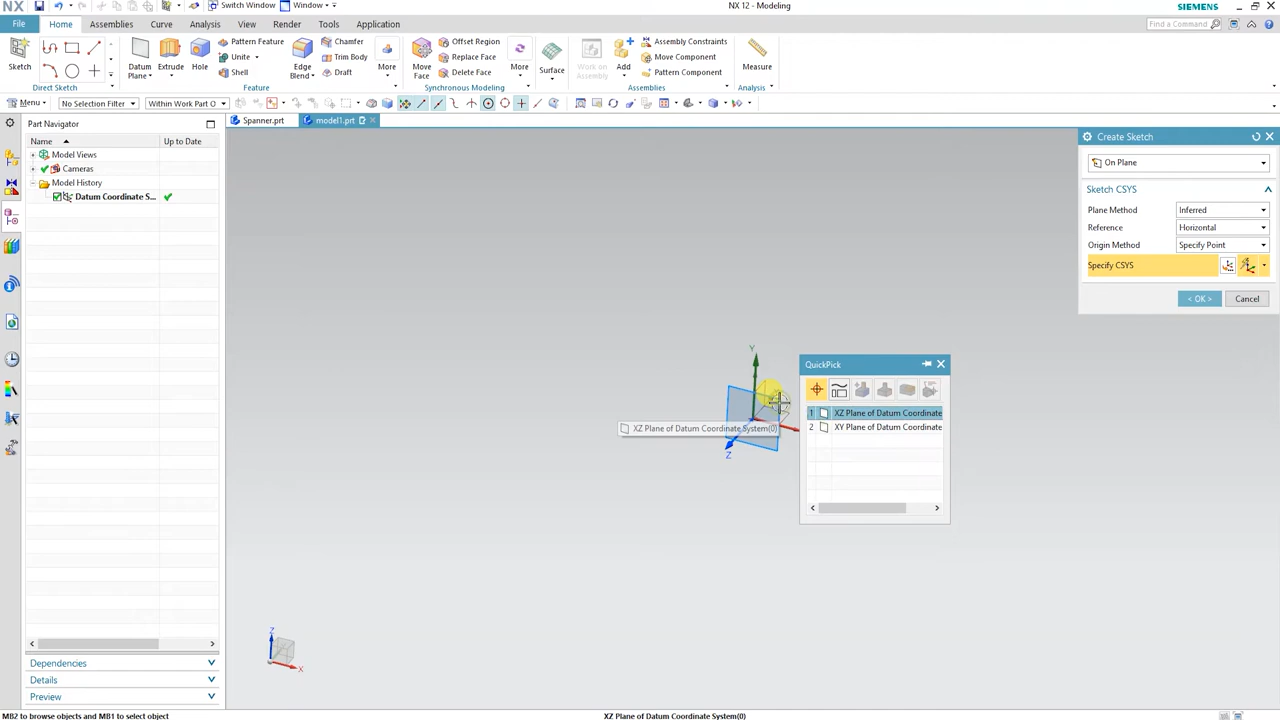 NX
Switch Window
Window
NX 12 - Modeling
SIEMENS
File
Home
Assemblies
Curve
Analysis
View
Render
Tools
Application
Find a Command
Sketch
Direct Sketch
Datum
Plane
Extrude
Hole
Pattern Feature
Unite
Shell
Edge
Blend
Chamfer
Trim Body
Draft
More
Feature
Move
Face
Offset Region
Replace Face
Delete Face
More
Synchronous Modeling
Surface
Work on
Assembly
Add
Assembly Constraints
Move Component
Pattern Component
Assemblies
Measure
Analysis
Menu
No Selection Filter
Within Work Part O
Part Navigator
Spanner.prt
model1.prt
Name
Up to Date
Model Views
Cameras
Model History
Datum Coordinate S...
Create Sketch
On Plane
Sketch CSYS
Plane Method
Inferred
Reference
Horizontal
Origin Method
Specify Point
Specify CSYS
< OK >
Cancel
Y
Z
QuickPick
1 XZ Plane of Datum Coordinate
2 XY Plane of Datum Coordinate
XZ Plane of Datum Coordinate System(0)
Z
X
Dependencies
Details
Preview
MB2 to browse objects and MB1 to select object
XZ Plane of Datum Coordinate System(0)